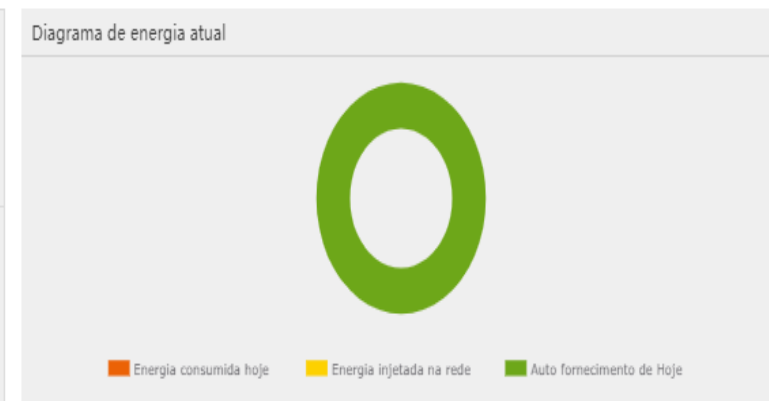 Diagrama de energia atual
Energia consumida hoje Energia injetada na rede Auto fornecimento de Hoje